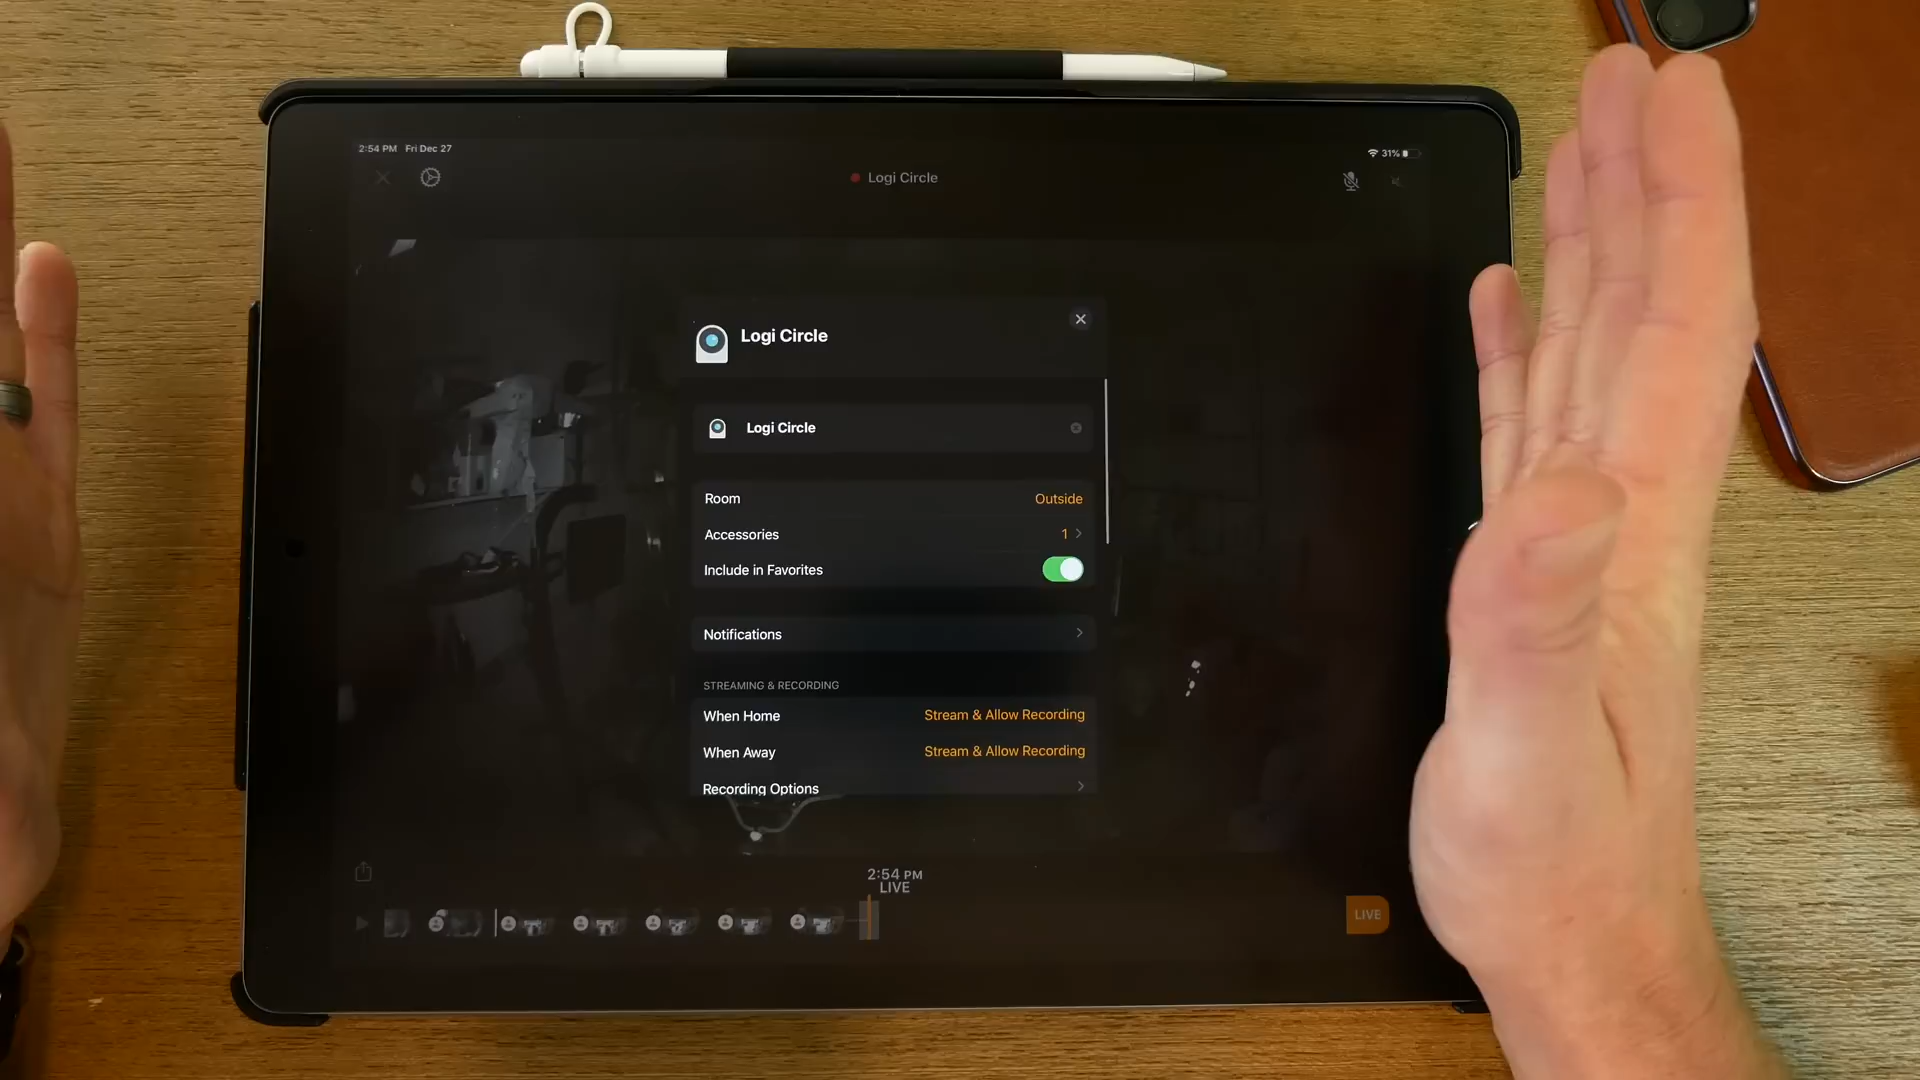 2:54 PM Fri Dec 27
31%
Logi Circle
Logi Circle
Logi Circle
Room Outside
Accessories 1
Include in Favorites
Notifications
STREAMING & RECORDING
When Home Stream & Allow Recording
When Away Stream & Allow Recording
Recording Options
2:54 PM
LIVE
LIVE